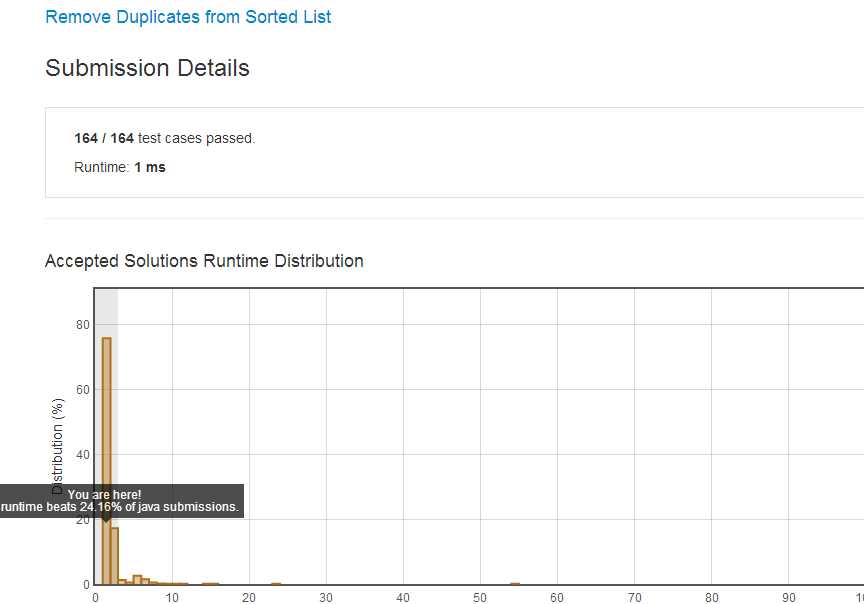 Remove Duplicates from Sorted List
Submission Details
164 / 164 test cases passed.
Runtime: 1 ms
Accepted Solutions Runtime Distribution
Distribution (%)
80
60
40
20
0
You are here!
runtime beats 24.16% of java submissions.
0 10 20 30 40 50 60 70 80 90